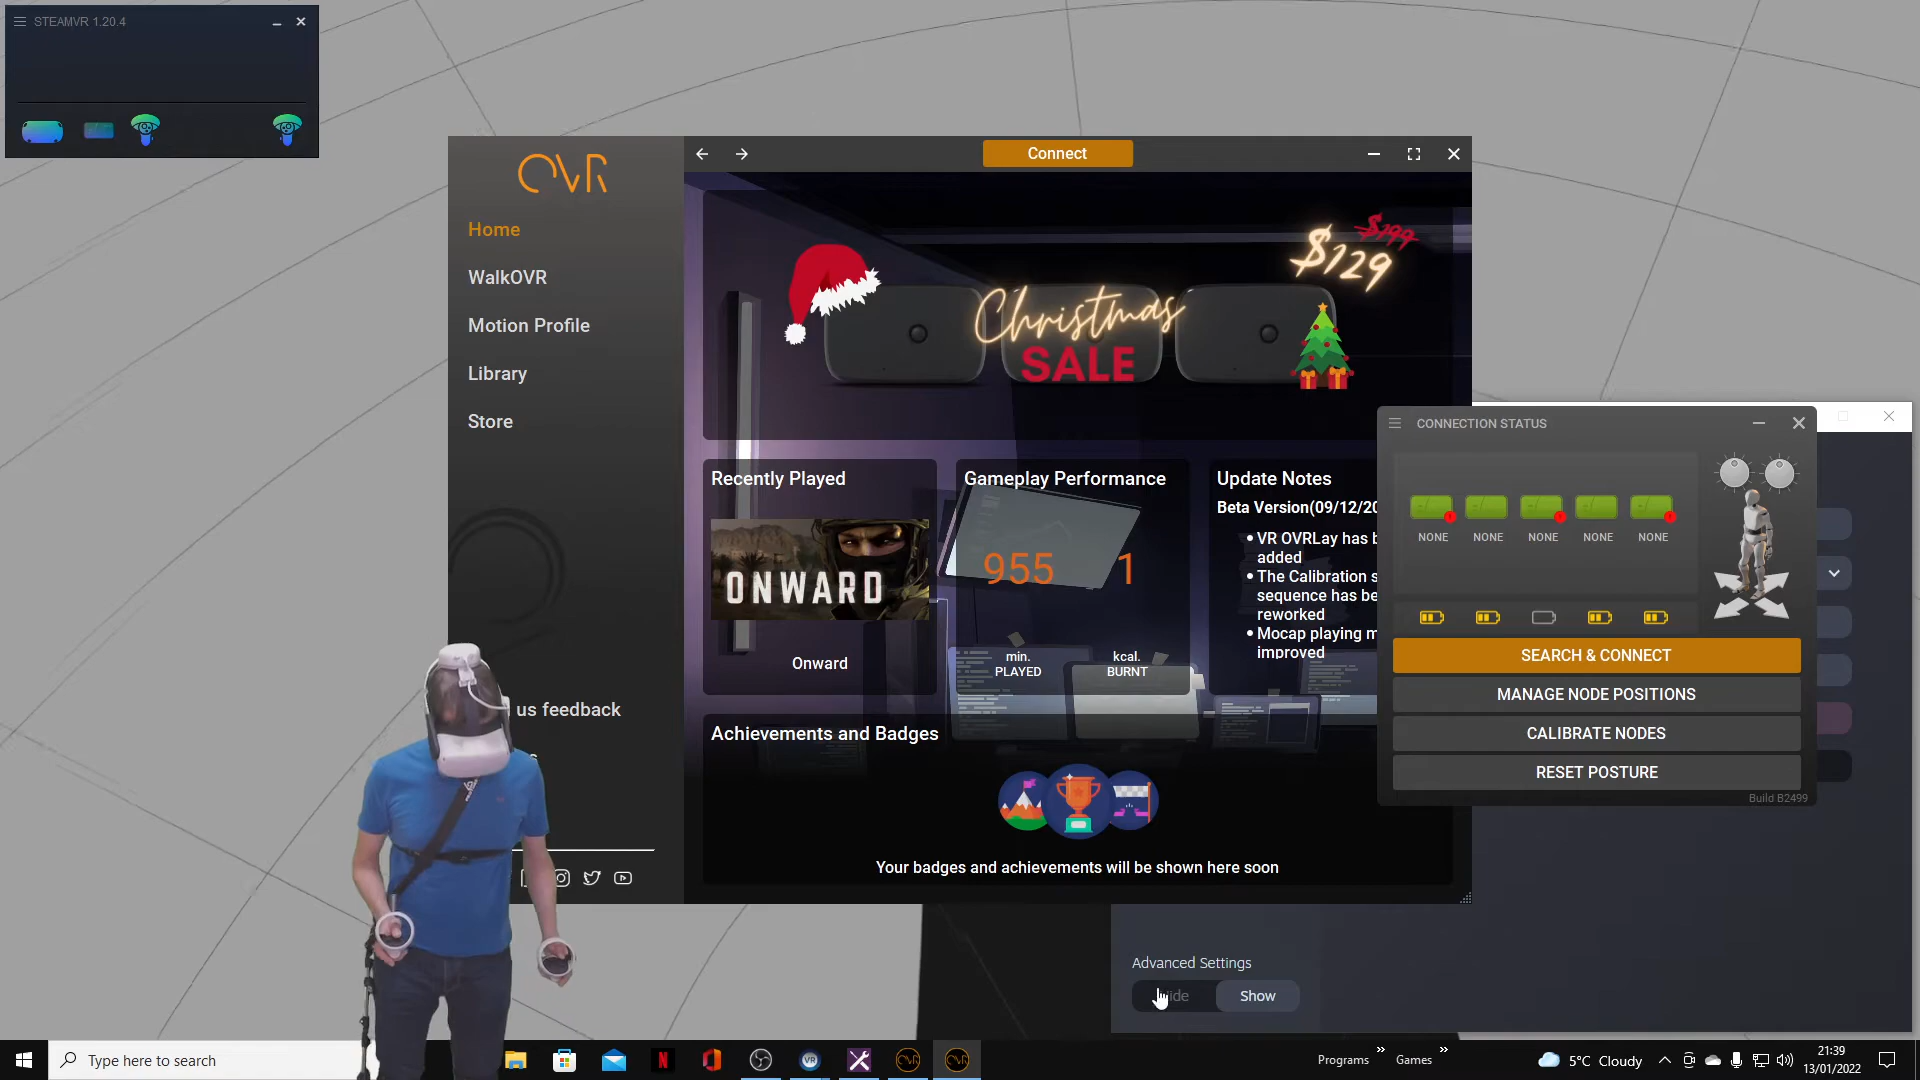 STEAMVR 1.20.4
OVR
Home
WalkOVR
Motion Profile
Library
Store
us feedback
Connect
$199
$129
Christmas
SALE
Recently Played
ONWARD
Onward
Gameplay Performance
955 1
min. kcal.
PLAYED BURNT
Update Notes
Beta Version(09/12/20
• VR OVRLay has b
added
• The Calibration s
sequence has be
reworked
• Mocap playing m
improved
Achievements and Badges
Your badges and achievements will be shown here soon
CONNECTION STATUS
NONE NONE NONE NONE NONE
SEARCH & CONNECT
MANAGE NODE POSITIONS
CALIBRATE NODES
RESET POSTURE
Build B2499
Advanced Settings
ide Show
Type here to search
Programs » Games »
5°C Cloudy
21:39
13/01/2022